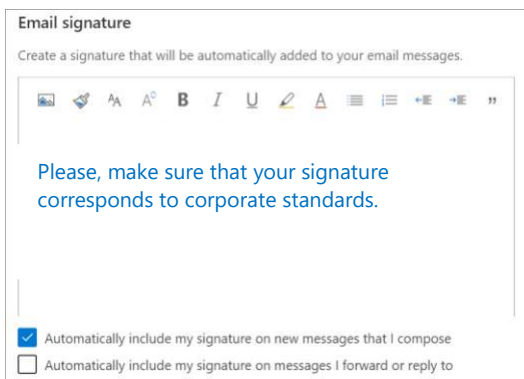 Email signature
Create a signature that will be automatically added to your email messages.
AA A° B I U A "
Please, make sure that your signature
corresponds to corporate standards.
Automatically include my signature on new messages that I compose
Automatically include my signature on messages I forward or reply to